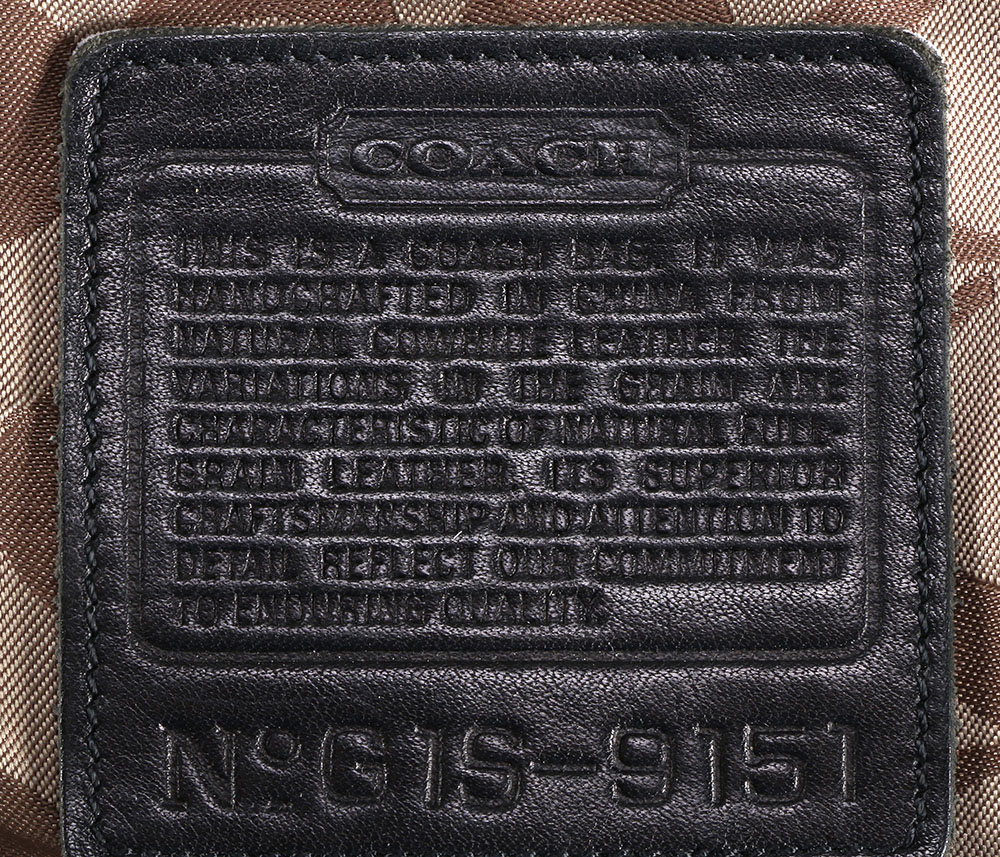 COACH
THIS IS A COACH BAG. IT WAS
HANDCRAFTED IN CHINA FROM
NATURAL COWHIDE LEATHER. THE
VARIATIONS IN THE GRAIN ARE
CHARACTERISTIC OF NATURAL FULL-
GRAIN LEATHER. ITS SUPERIOR
CRAFTSMANSHIP AND ATTENTION TO
DETAIL REFLECT OUR COMMITMENT
TO ENDURING QUALITY.
Nº G1S-9151